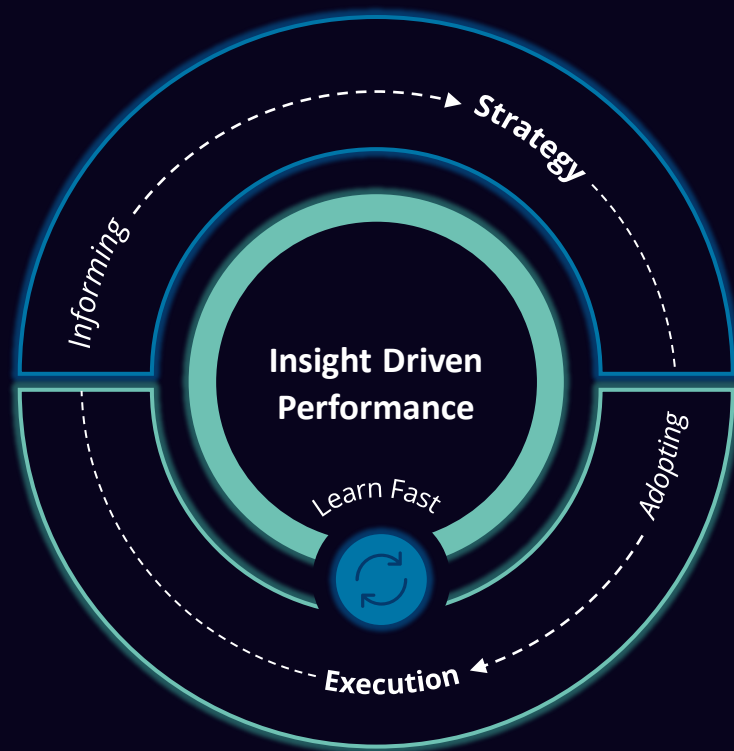 Informing
Strategy
Insight Driven
Performance
Learn Fast
Adopting
Execution